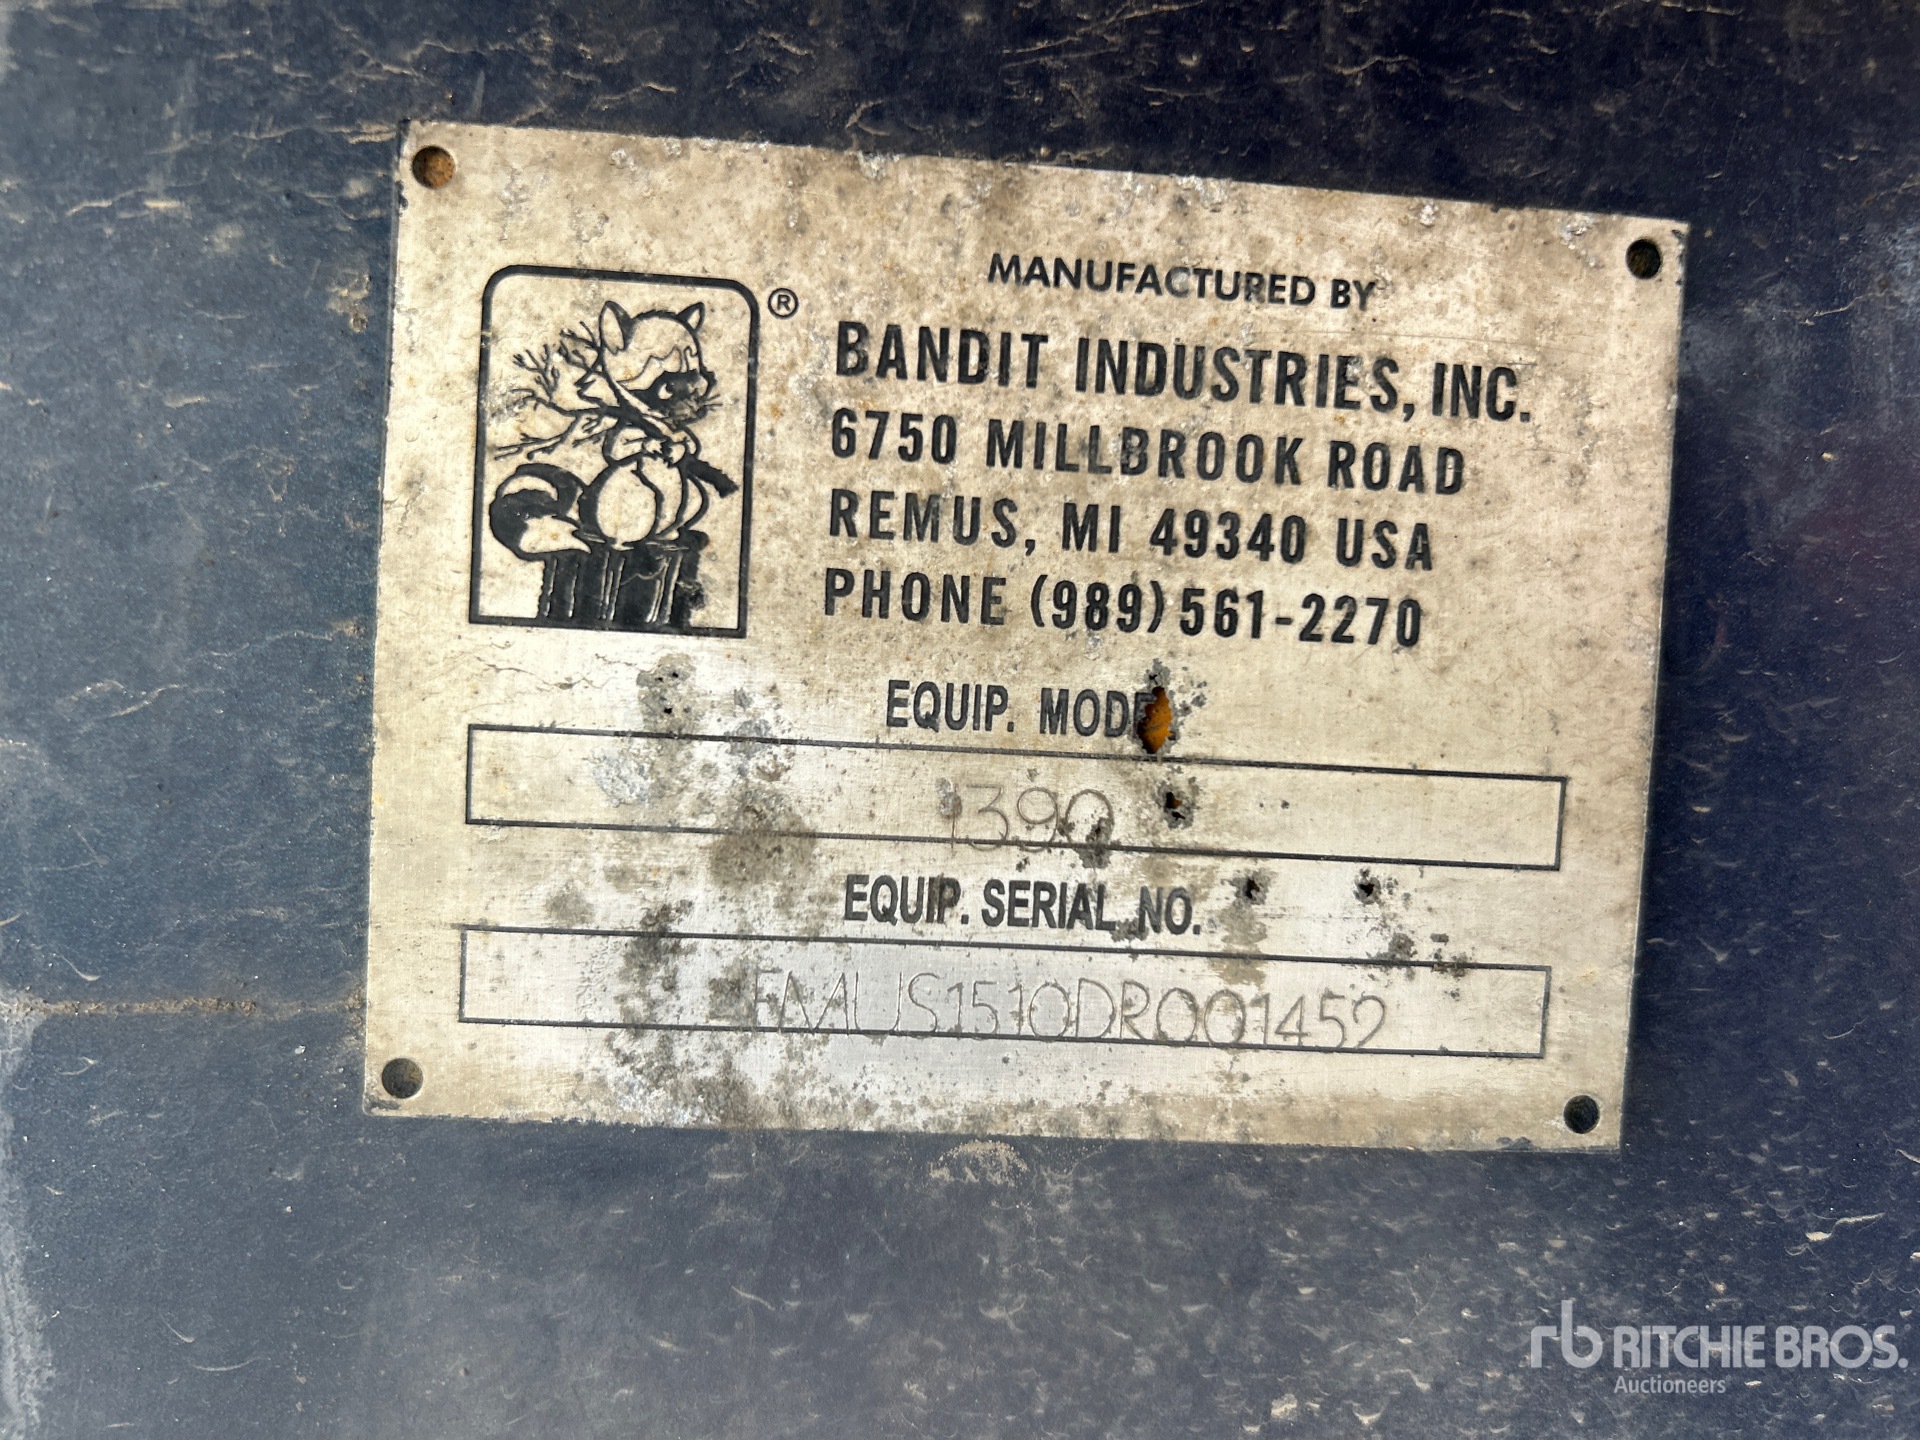 ®
MANUFACTURED BY
BANDIT INDUSTRIES, INC.
6750 MILLBROOK ROAD
REMUS, MI 49340 USA
PHONE (989) 561-2270
EQUIP. MODEL
1390
EQUIP. SERIAL NO.
FMUS1510DR001452
rb RITCHIE BROS.
Auctioneers